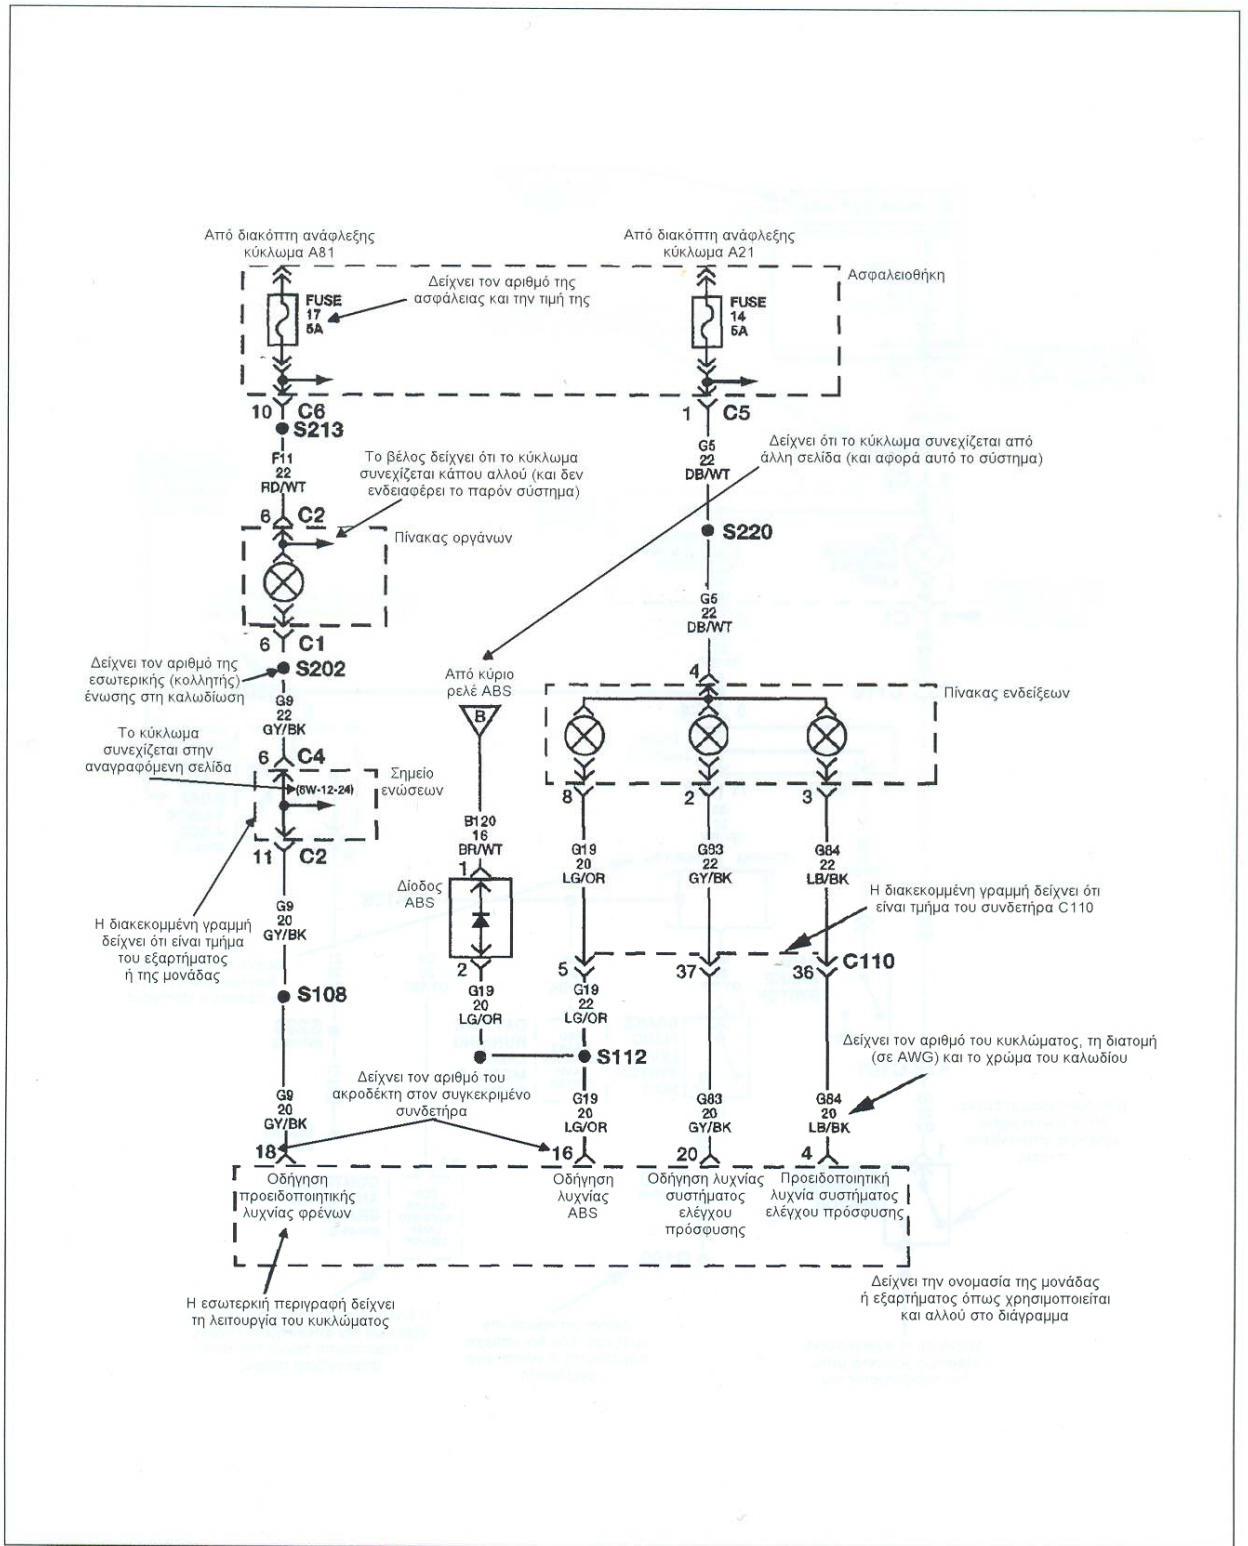 Από διακόπτη ανάφλεξης
κύκλωμα A81
Από διακόπτη ανάφλεξης
κύκλωμα A21
Ασφαλειοθήκη
Δείχνει τον αριθμό της
ασφάλειας και την τιμή της
FUSE
17
5A
FUSE
14
5A
10 C6
S213
1 C5
F11
22
RD/WT
G5
22
DB/WT
Το βέλος δείχνει ότι το κύκλωμα
συνεχίζεται κάπου αλλού (και δεν
ενδειαφέρει το παρόν σύστημα)
Δείχνει ότι το κύκλωμα συνεχίζεται από
άλλη σελίδα (και αφορά αυτό το σύστημα)
6 C2
Πίνακας οργάνων
S220
G5
22
DB/WT
6 C1
S202
Δείχνει τον αριθμό της
εσωτερικής (κολλητής)
ένωσης στη καλωδίωση
Από κύριο
ρελέ ABS
B
4
Πίνακας ενδείξεων
G9
22
GY/BK
Το κύκλωμα
συνεχίζεται στην
αναγραφόμενη σελίδα
6 C4
(8W-12-24)
Σημείο
ενώσεων
11 C2
8
2
3
B120
16
BR/WT
G19
20
LG/OR
G83
22
GY/BK
G84
22
LB/BK
1
Δίοδος
ABS
2
Η διακεκομμένη γραμμή δείχνει ότι
είναι τμήμα του συνδετήρα C110
Η διακεκομμένη γραμμή
δείχνει ότι είναι τμήμα
του εξαρτήματος
ή της μονάδας
G9
20
GY/BK
S108
5
37
36
C110
G19
20
LG/OR
G19
22
LG/OR
S112
Δείχνει τον αριθμό του κυκλώματος, τη διατομή
(σε AWG) και το χρώμα του καλωδίου
Δείχνει τον αριθμό του
ακροδέκτη στον συγκεκριμένο
συνδετήρα
G9
20
GY/BK
G19
20
LG/OR
G83
20
GY/BK
G84
20
LB/BK
18
16
20
4
Οδήγηση
προειδοποιητικής
λυχνίας φρένων
Οδήγηση
λυχνίας
ABS
Οδήγηση λυχνίας
συστήματος
ελέγχου
πρόσφυσης
Προειδοποιητική
λυχνία συστήματος
ελέγχου πρόσφυσης
Η εσωτερκιή περιγραφή δείχνει
τη λειτουργία του κυκλώματος
Δείχνει την ονομασία της μονάδας
ή εξαρτήματος όπως χρησιμοποιείται
και αλλού στο διάγραμμα